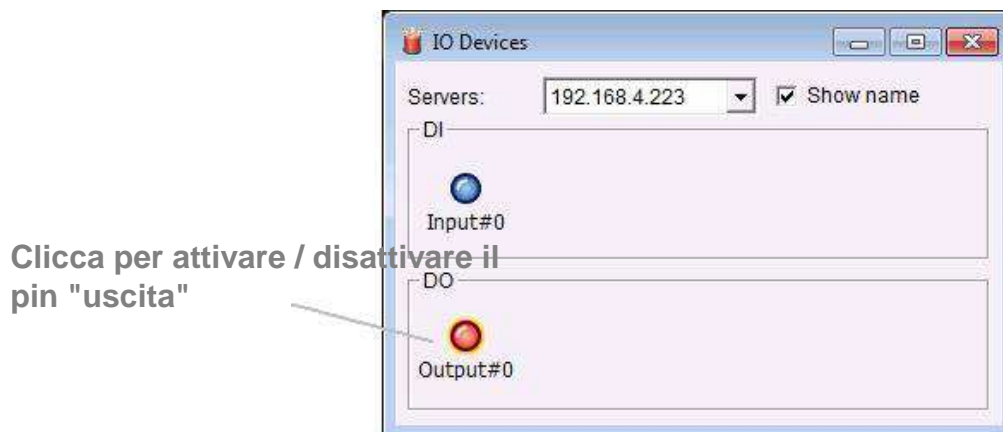 IO Devices
Servers: 192.168.4.223 Show name
DI
Input#0
Clicca per attivare / disattivare il
pin "uscita"
DO
Output#0